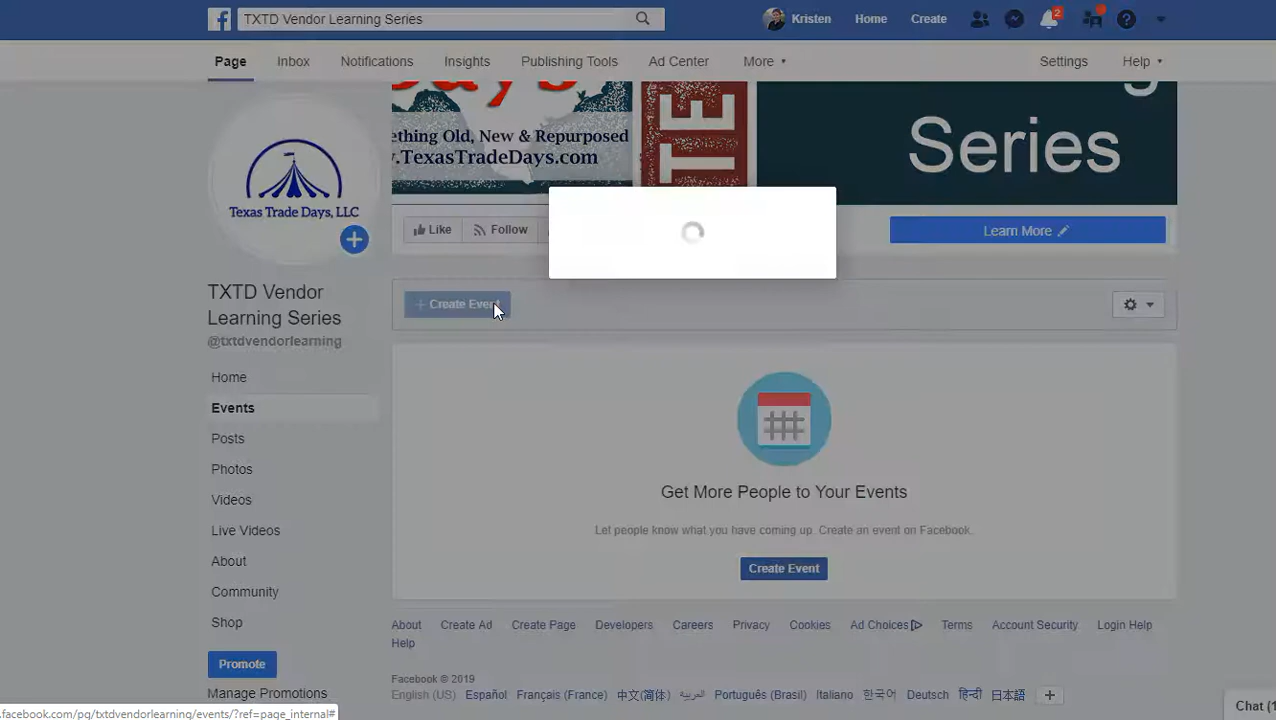 TXTD Vendor Learning Series
Kristen Home Create 2
Page Inbox Notifications Insights Publishing Tools Ad Center More Settings Help
Days
ething Old, New & Repurposed
.TexasTradeDays.com
TE
Series
Texas Trade Days, LLC
Like Follow Learn More
TXTD Vendor
Learning Series
@txtdvendorlearning
+ Create Event
Home
Events
Posts
Photos
Videos
Live Videos
About
Community
Shop
Promote
Manage Promotions
Get More People to Your Events
Let people know what you have coming up. Create an event on Facebook.
Create Event
About Create Ad Create Page Developers Careers Privacy Cookies Ad Choices Terms Account Security Login Help
Help
Facebook © 2019
English (US) Español Français (France) 中文(简体) العربية Português (Brasil) Italiano 한국어 Deutsch हिन्दी 日本語
.facebook.com/pg/txtdvendorlearning/events/?ref=page_internal#
Chat (1